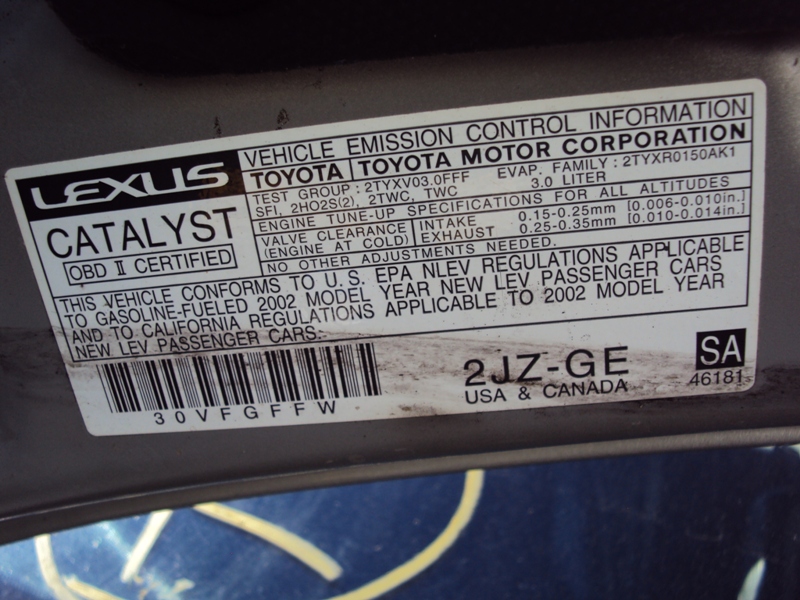 LEXUS
VEHICLE EMISSION CONTROL INFORMATION
TOYOTA TOYOTA MOTOR CORPORATION
TEST GROUP : 2TYXV03.0FFF EVAP. FAMILY : 2TYXR0150AK1
SFI, 2HO2S(2), 2TWC, TWC 3.0 LITER
ENGINE TUNE-UP SPECIFICATIONS FOR ALL ALTITUDES
VALVE CLEARANCE INTAKE 0.15-0.25mm [0.006-0.010in.]
(ENGINE AT COLD) EXHAUST 0.25-0.35mm [0.010-0.014in.]
NO OTHER ADJUSTMENTS NEEDED.
CATALYST
OBD II CERTIFIED
THIS VEHICLE CONFORMS TO U.S. EPA NLEV REGULATIONS APPLICABLE
TO GASOLINE-FUELED 2002 MODEL YEAR NEW LEV PASSENGER CARS
AND TO CALIFORNIA REGULATIONS APPLICABLE TO 2002 MODEL YEAR
NEW LEV PASSENGER CARS.
30VFGFFW
2JZ-GE
USA & CANADA
SA
46181